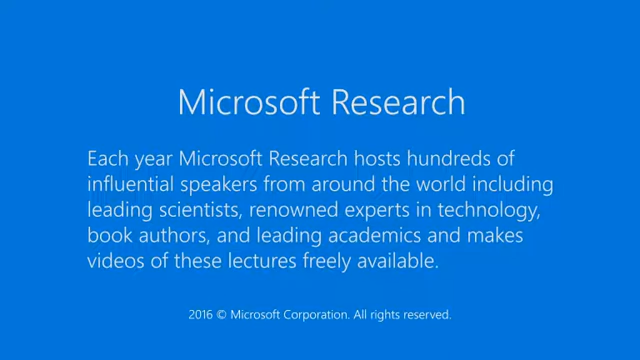 Microsoft Research
Each year Microsoft Research hosts hundreds of
influential speakers from around the world including
leading scientists, renowned experts in technology,
book authors, and leading academics and makes
videos of these lectures freely available.
2016 © Microsoft Corporation. All rights reserved.